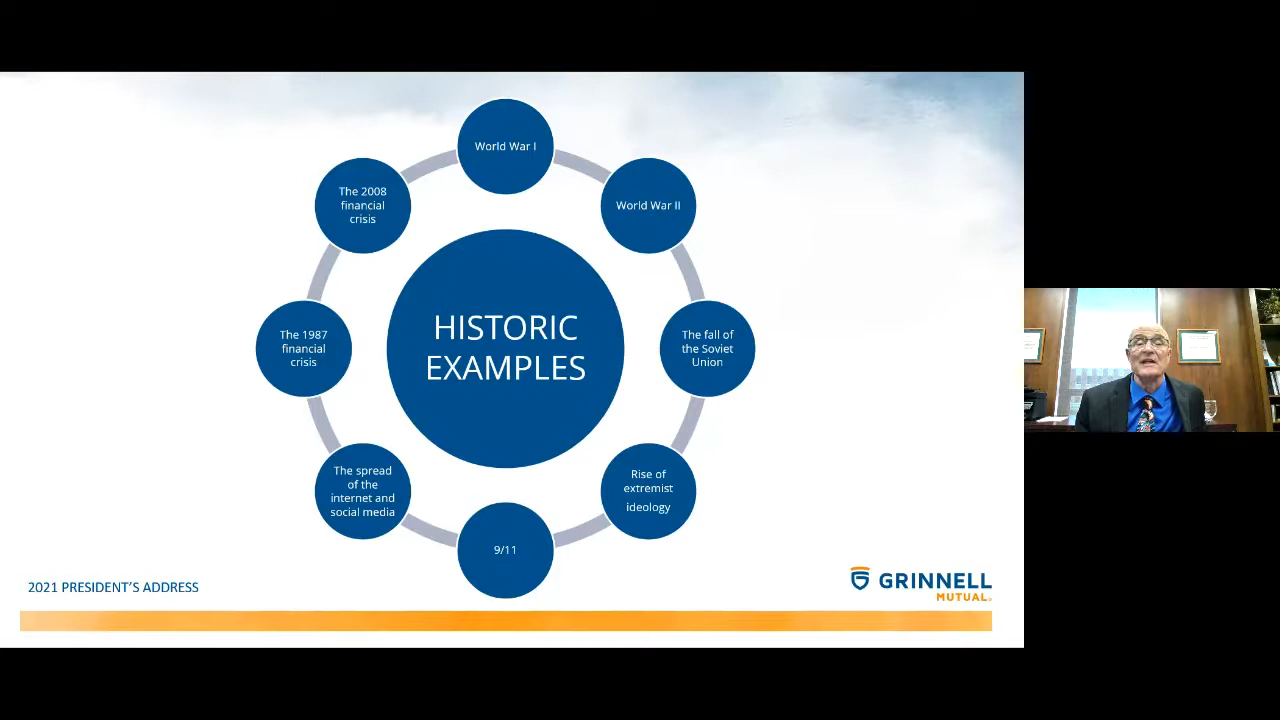 World War I
The 2008
financial
crisis
World War II
HISTORIC
EXAMPLES
The 1987
financial
crisis
The fall of
the Soviet
Union
The spread
of the
internet and
social media
Rise of
extremist
ideology
9/11
2021 PRESIDENT'S ADDRESS
GRINNELL
MUTUAL®